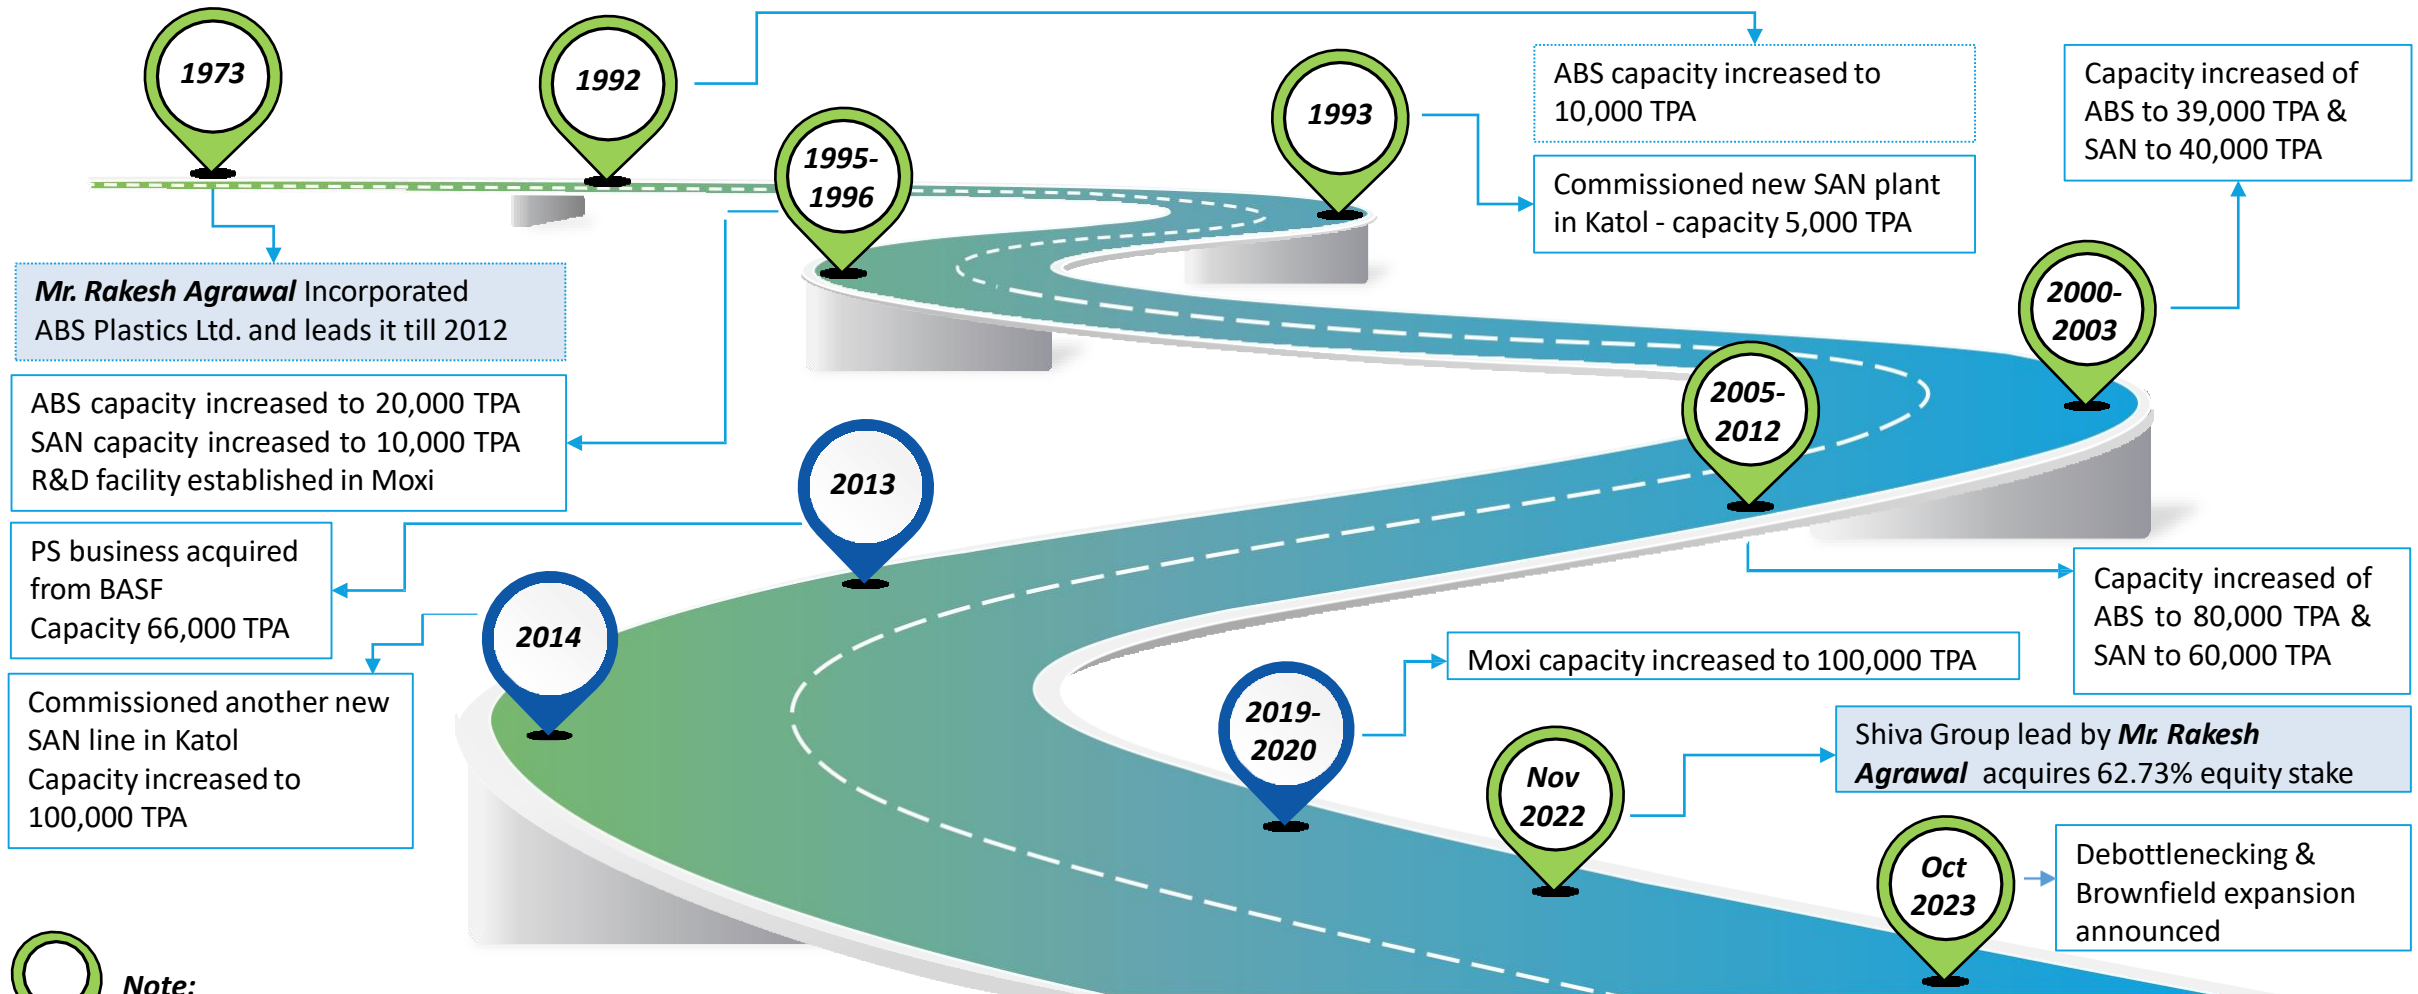 1973
1992
1995-
1996
1993
ABS capacity increased to
10,000 TPA
Capacity increased of
ABS to 39,000 TPA &
SAN to 40,000 TPA
Commissioned new SAN plant
in Katol - capacity 5,000 TPA
Mr. Rakesh Agrawal Incorporated
ABS Plastics Ltd. and leads it till 2012
2000-
2003
ABS capacity increased to 20,000 TPA
SAN capacity increased to 10,000 TPA
R&D facility established in Moxi
2005-
2012
2013
PS business acquired
from BASF
Capacity 66,000 TPA
Capacity increased of
ABS to 80,000 TPA &
SAN to 60,000 TPA
2014
Moxi capacity increased to 100,000 TPA
Commissioned another new
SAN line in Katol
Capacity increased to
100,000 TPA
2019-
2020
Shiva Group lead by Mr. Rakesh
Agrawal acquires 62.73% equity stake
Nov
2022
Oct
2023
Debottlenecking &
Brownfield expansion
announced
Note: